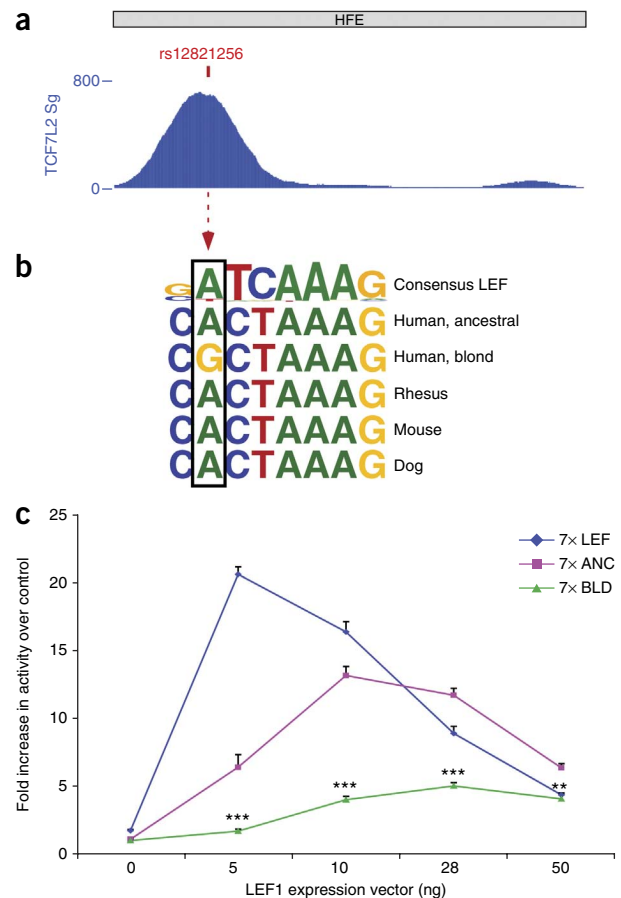 a
HFE
rs12821256
TCF7L2 Sg
800
0
b
GATCAAAG Consensus LEF
CACTAAAG Human, ancestral
CGCTAAAG Human, blond
CACTAAAG Rhesus
CACTAAAG Mouse
CACTAAAG Dog
c
Fold increase in activity over control
25
20
15
10
5
0
7× LEF
7× ANC
7× BLD
***
***
***
**
0 5 10 28 50
LEF1 expression vector (ng)